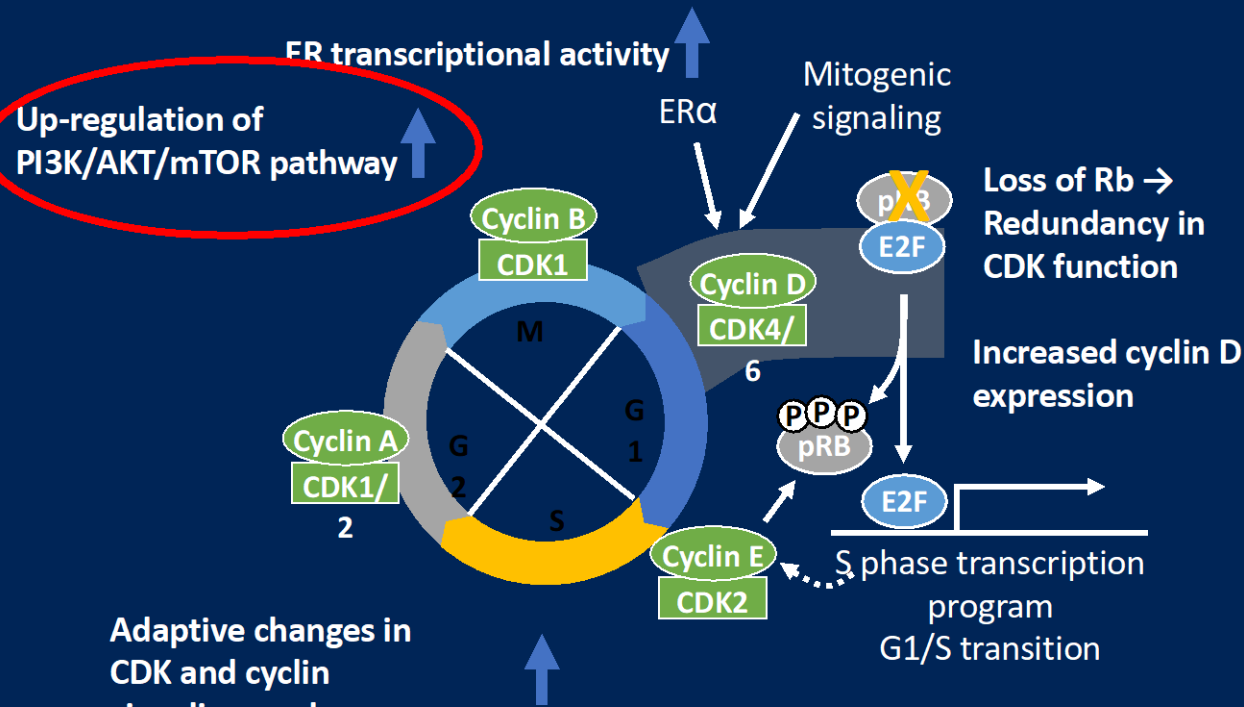 ER transcriptional activity
Up-regulation of
PI3K/AKT/mTOR pathway
ERα
Mitogenic
signaling
pRB
E2F
Loss of Rb →
Redundancy in
CDK function
Cyclin B
CDK1
Cyclin D
CDK4/
6
M
G
1
G
2
S
Increased cyclin D
expression
P P P
pRB
Cyclin A
CDK1/
2
E2F
Cyclin E
CDK2
S phase transcription
program
G1/S transition
Adaptive changes in
CDK and cyclin